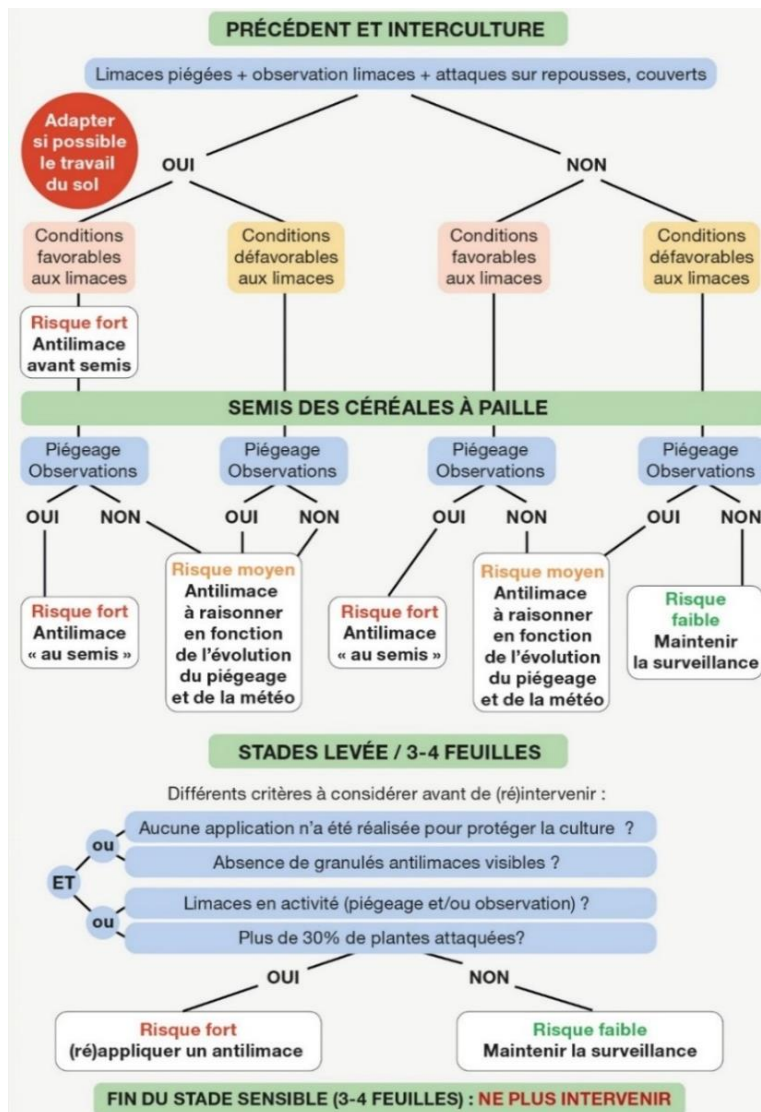 PRÉCÉDENT ET INTERCULTURE
Limaces piégées + observation limaces + attaques sur repousses, couverts
Adapter
si possible
le travail
du sol
OUI
NON
Conditions
favorables
aux limaces
Conditions
défavorables
aux limaces
Conditions
favorables
aux limaces
Conditions
défavorables
aux limaces
Risque fort
Antilimace
avant semis
SEMIS DES CÉRÉALES À PAILLE
Piégeage
Observations
Piégeage
Observations
Piégeage
Observations
Piégeage
Observations
OUI
NON
OUI
NON
OUI
NON
OUI
NON
Risque fort
Antilimace
« au semis »
Risque moyen
Antilimace
à raisonner
en fonction
de l'évolution
du piégeage
et de la météo
Risque fort
Antilimace
« au semis »
Risque moyen
Antilimace
à raisonner
en fonction
de l'évolution
du piégeage
et de la météo
Risque
faible
Maintenir
la surveillance
STADES LEVÉE / 3-4 FEUILLES
Différents critères à considérer avant de (ré)intervenir :
ET
ou
Aucune application n'a été réalisée pour protéger la culture ?
Absence de granulés antilimaces visibles ?
ou
Limaces en activité (piégeage et/ou observation) ?
Plus de 30% de plantes attaquées?
OUI
NON
Risque fort
(ré)appliquer un antilimace
Risque faible
Maintenir la surveillance
FIN DU STADE SENSIBLE (3-4 FEUILLES) : NE PLUS INTERVENIR